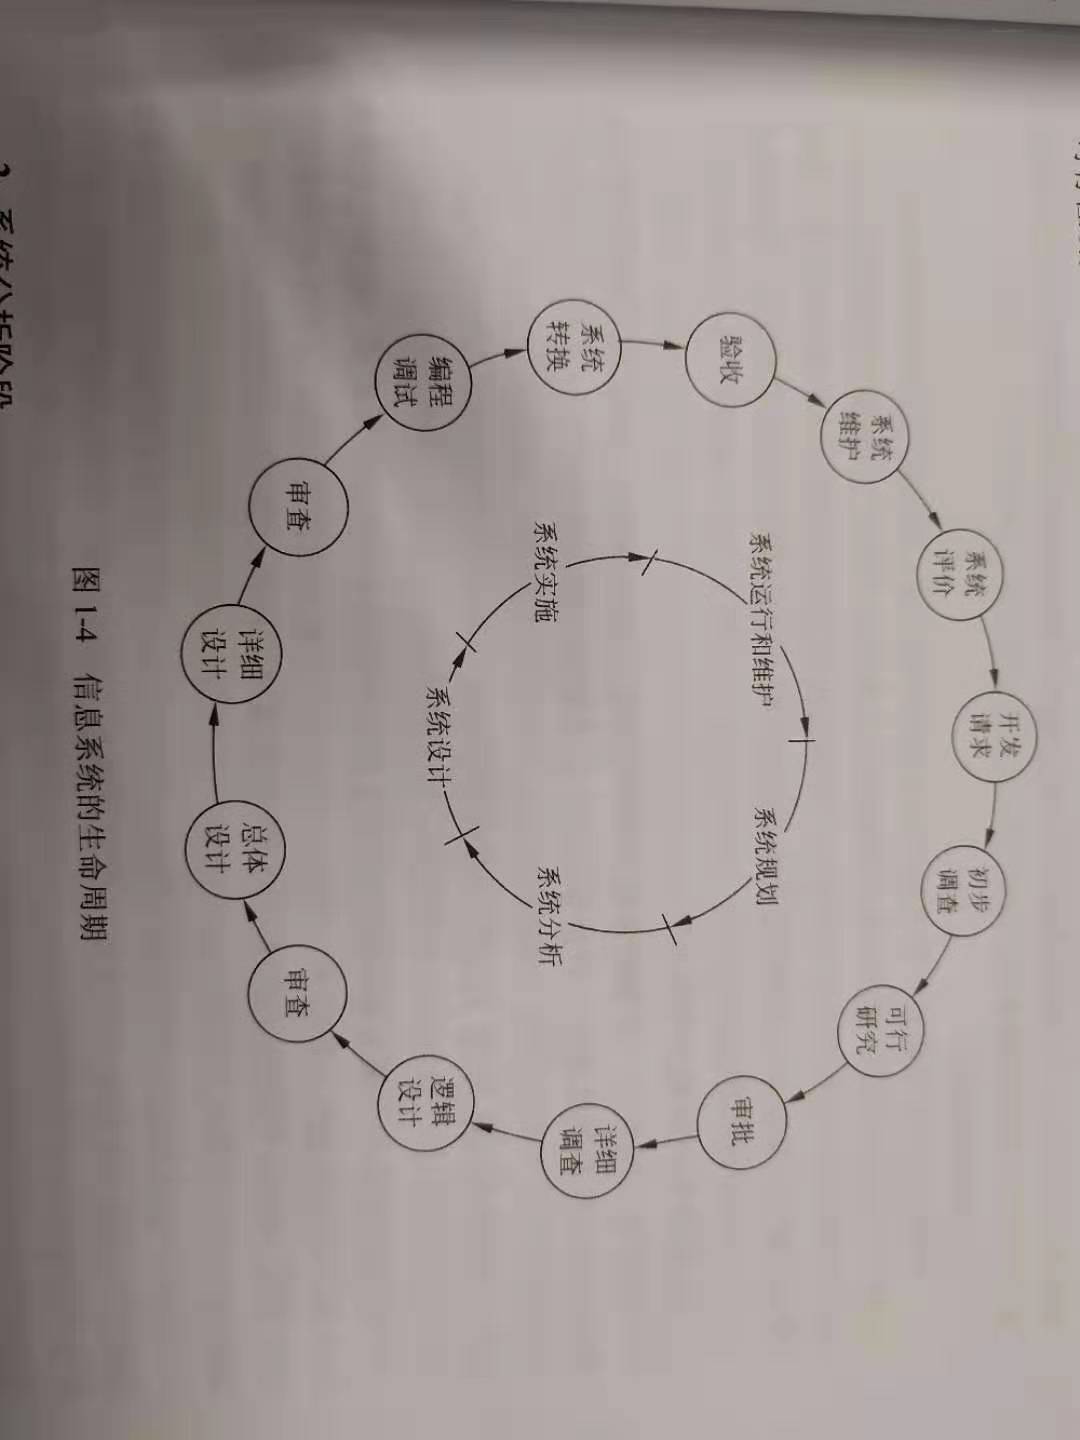 开发
请求
初步
调查
可行
研究
审批
详细
调查
逻辑
设计
审查
总体
设计
详细
设计
审查
编程
调试
系统
转换
验收
系统
维护
系统
评价
系统规划
系统分析
系统设计
系统实施
系统运行和维护
图 1-4 信息系统的生命周期
系统分析阶段